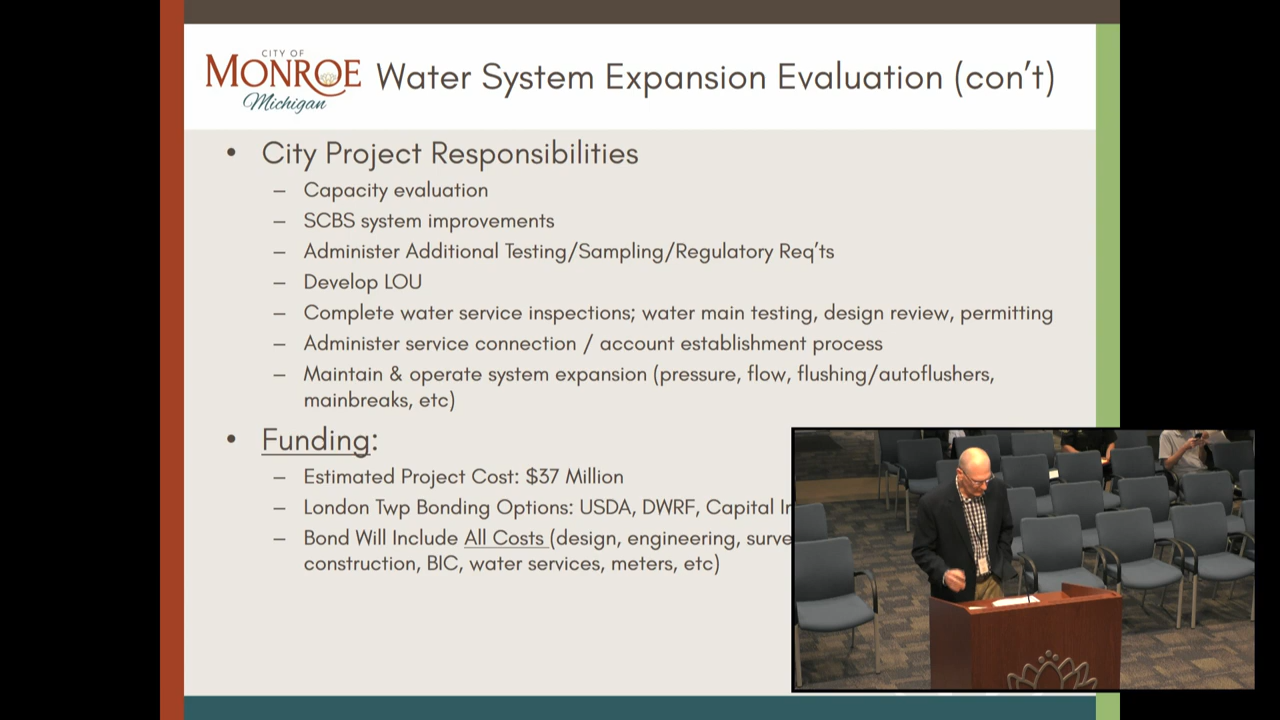 CITY OF
MONROE
Michigan
Water System Expansion Evaluation (con't)
• City Project Responsibilities
– Capacity evaluation
– SCBS system improvements
– Administer Additional Testing/Sampling/Regulatory Req'ts
– Develop LOU
– Complete water service inspections; water main testing, design review, permitting
– Administer service connection / account establishment process
– Maintain & operate system expansion (pressure, flow, flushing/autoflushers,
mainbreaks, etc)
• Funding:
– Estimated Project Cost: $37 Million
– London Twp Bonding Options: USDA, DWRF, Capital
– Bond Will Include All Costs (design, engineering,
construction, BIC, water services, meters, etc)